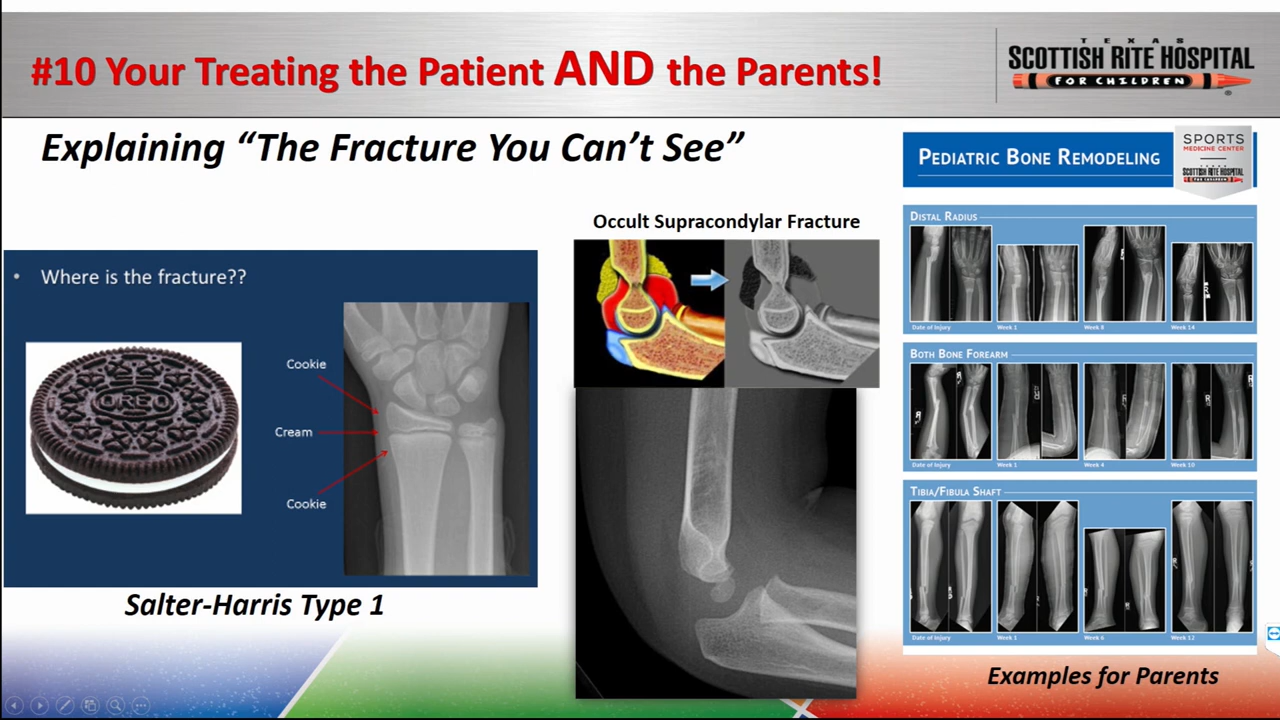 #10 Your Treating the Patient AND the Parents!
TEXAS
SCOTTISH RITE HOSPITAL
FOR CHILDREN
Explaining “The Fracture You Can’t See”
PEDIATRIC BONE REMODELING
SPORTS
MEDICINE CENTER
SCOTTISH RITE HOSPITAL
• Where is the fracture??
OREO
Cookie
Cream
Cookie
Salter-Harris Type 1
Occult Supracondylar Fracture
DISTAL RADIUS
Date of Injury Week 1 Week 8 Week 14
BOTH BONE FOREARM
Date of Injury Week 1 Week 4 Week 10
TIBIA/FIBULA SHAFT
Date of Injury Week 1 Week 6 Week 12
Examples for Parents